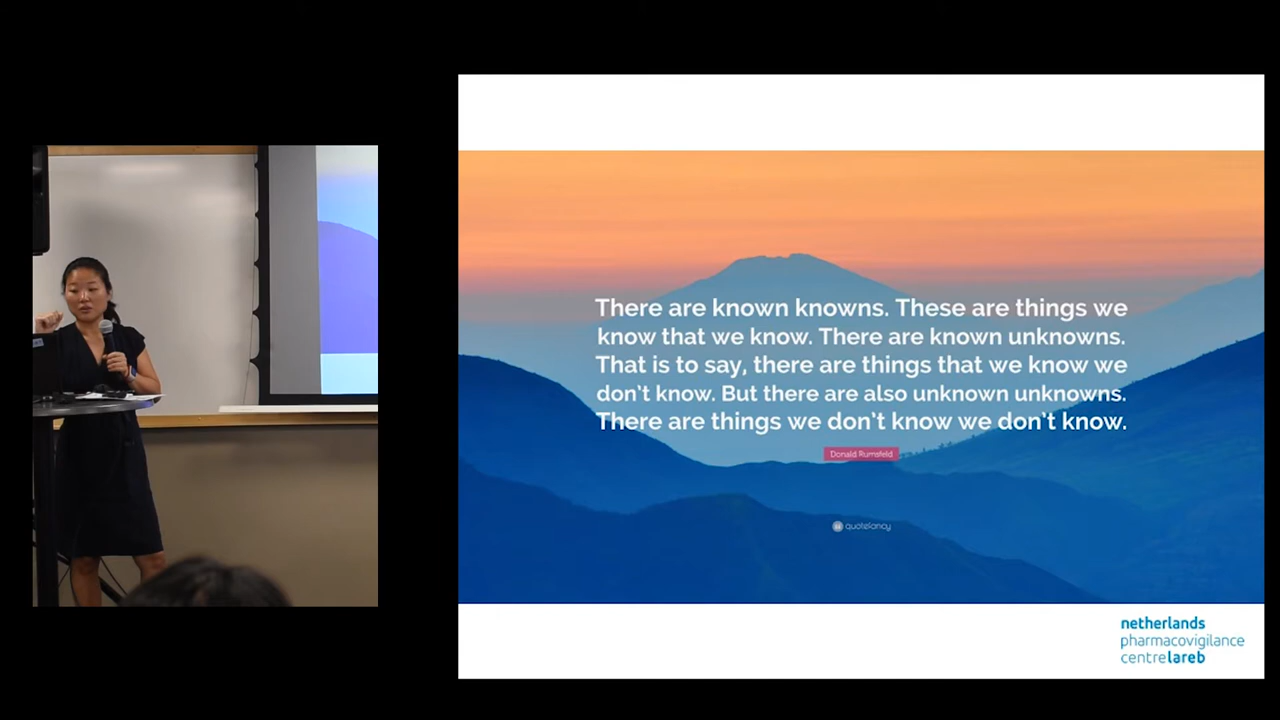 There are known knowns. These are things we
know that we know. There are known unknowns.
That is to say, there are things that we know we
don't know. But there are also unknown unknowns.
There are things we don't know we don't know.
Donald Rumsfeld
quotefancy
netherlands
pharmacovigilance
centre lareb